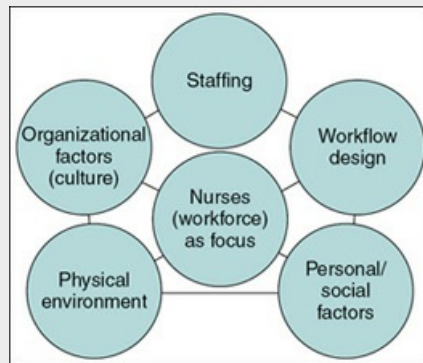 Staffing
Organizational
factors
(culture)
Workflow
design
Nurses
(workforce)
as focus
Physical
environment
Personal/
social
factors